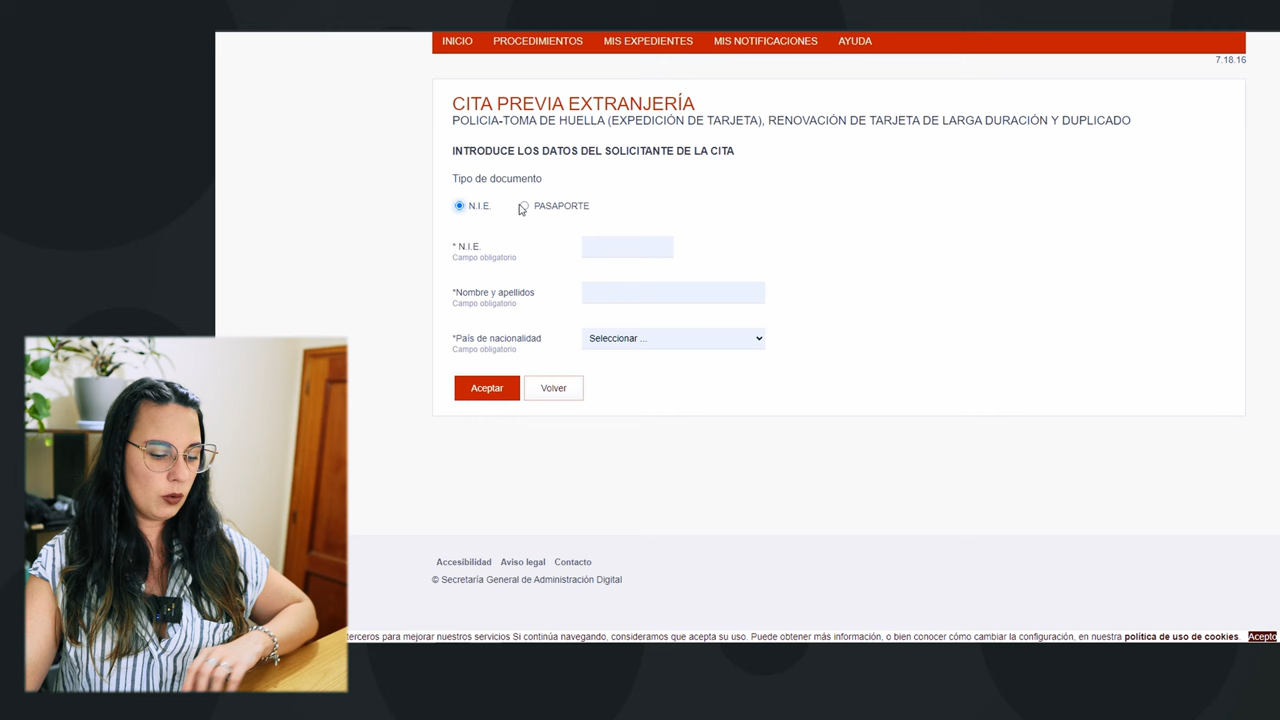 INICIO PROCEDIMIENTOS MIS EXPEDIENTES MIS NOTIFICACIONES AYUDA
7.18.16
CITA PREVIA EXTRANJERÍA
POLICIA-TOMA DE HUELLA (EXPEDICIÓN DE TARJETA), RENOVACIÓN DE TARJETA DE LARGA DURACIÓN Y DUPLICADO
INTRODUCE LOS DATOS DEL SOLICITANTE DE LA CITA
Tipo de documento
N.I.E. PASAPORTE
* N.I.E.
Campo obligatorio
*Nombre y apellidos
Campo obligatorio
*País de nacionalidad Seleccionar ...
Campo obligatorio
Aceptar Volver
Accesibilidad Aviso legal Contacto
© Secretaría General de Administración Digital
terceros para mejorar nuestros servicios Si continúa navegando, consideramos que acepta su uso. Puede obtener más información, o bien conocer cómo cambiar la configuración, en nuestra política de uso de cookies. Acepto